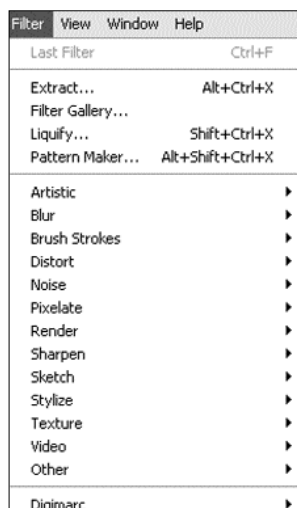 Filter View Window Help
Last Filter Ctrl+F
Extract... Alt+Ctrl+X
Filter Gallery...
Liquify... Shift+Ctrl+X
Pattern Maker... Alt+Shift+Ctrl+X
Artistic
Blur
Brush Strokes
Distort
Noise
Pixelate
Render
Sharpen
Sketch
Stylize
Texture
Video
Other
Digimarc